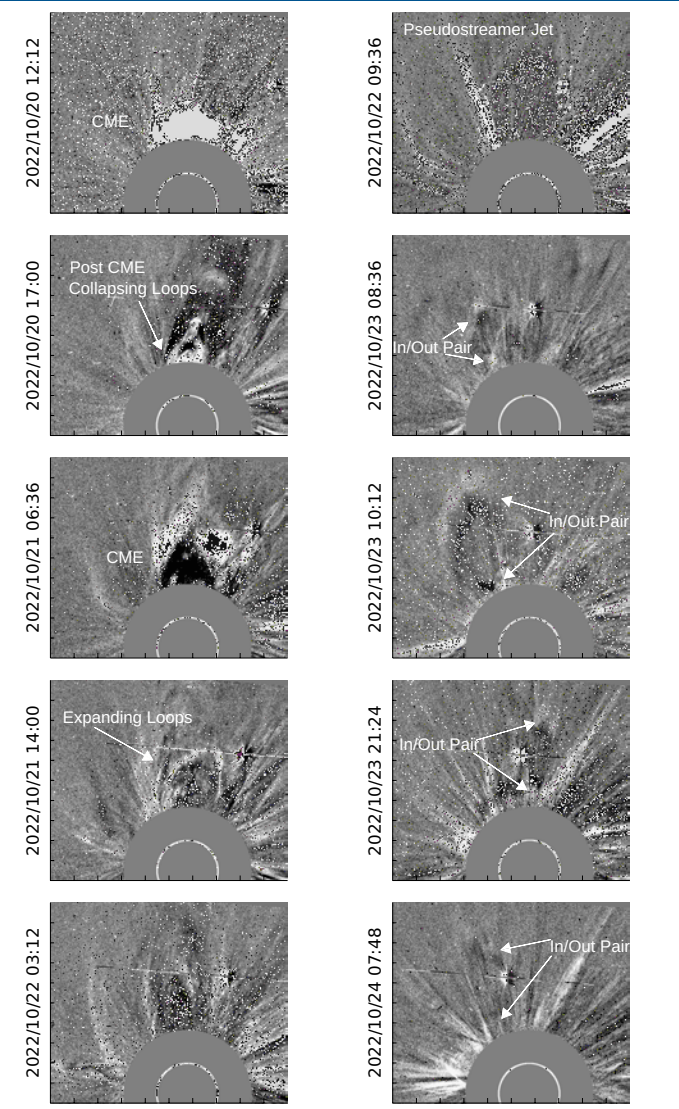 2022/10/20 12:12
CME
2022/10/20 17:00
Post CME
Collapsing Loops
2022/10/21 06:36
CME
2022/10/21 14:00
Expanding Loops
2022/10/22 03:12
2022/10/22 09:36
Pseudostreamer Jet
2022/10/23 08:36
In/Out Pair
2022/10/23 10:12
In/Out Pair
2022/10/23 21:24
In/Out Pair
2022/10/24 07:48
In/Out Pair